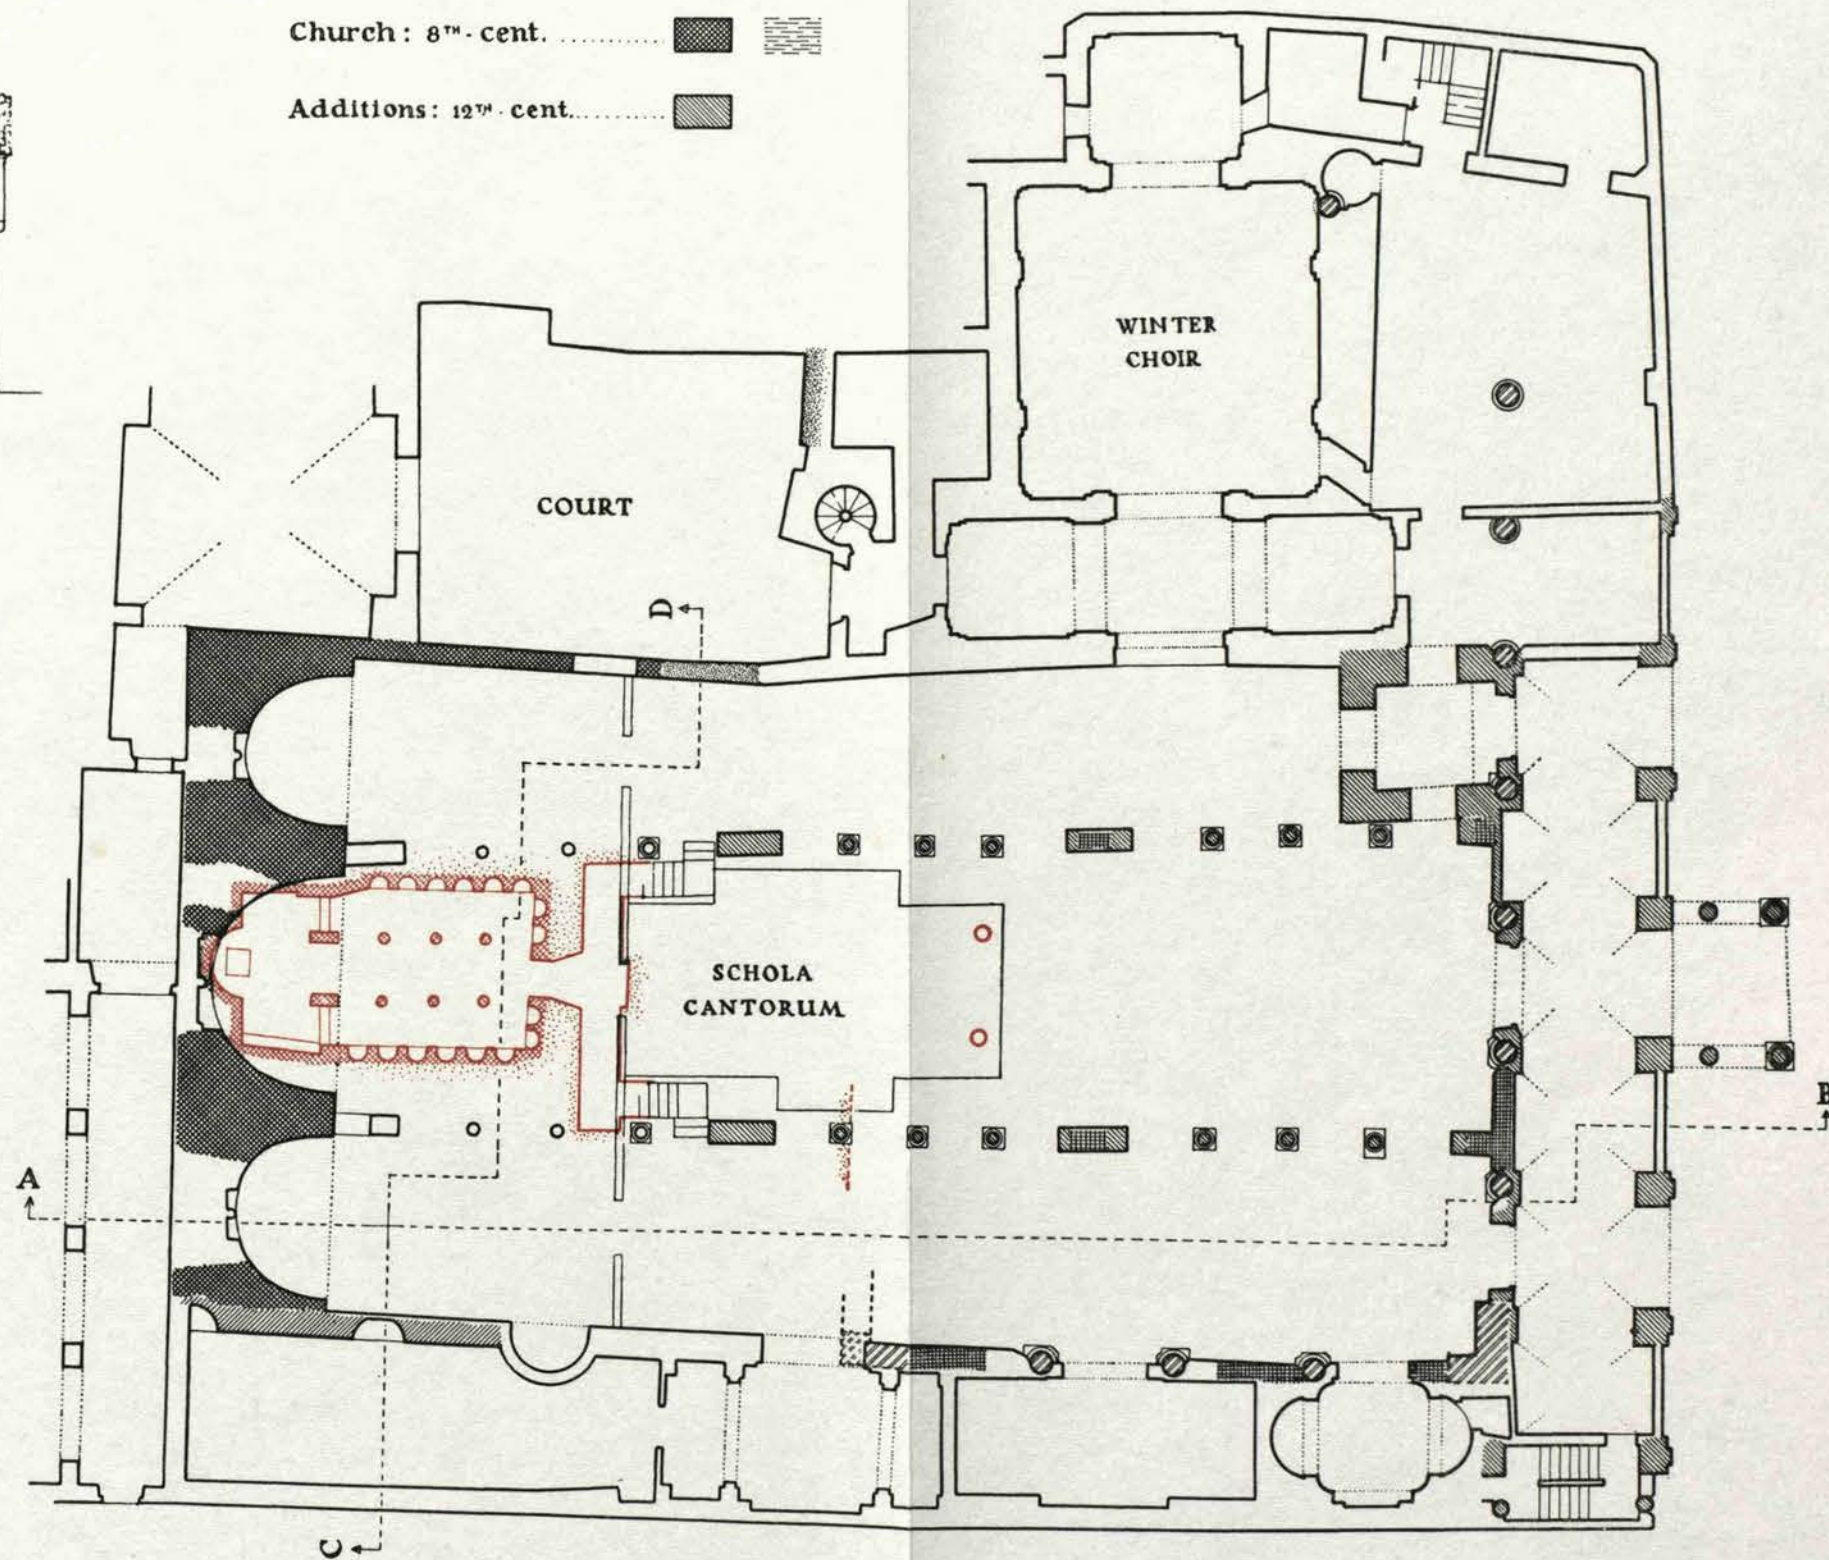 Church: 8TH. cent. ............
Additions: 12TH. cent. ............
WINTER
CHOIR
COURT
D
SCHOLA
CANTORUM
A
B
C